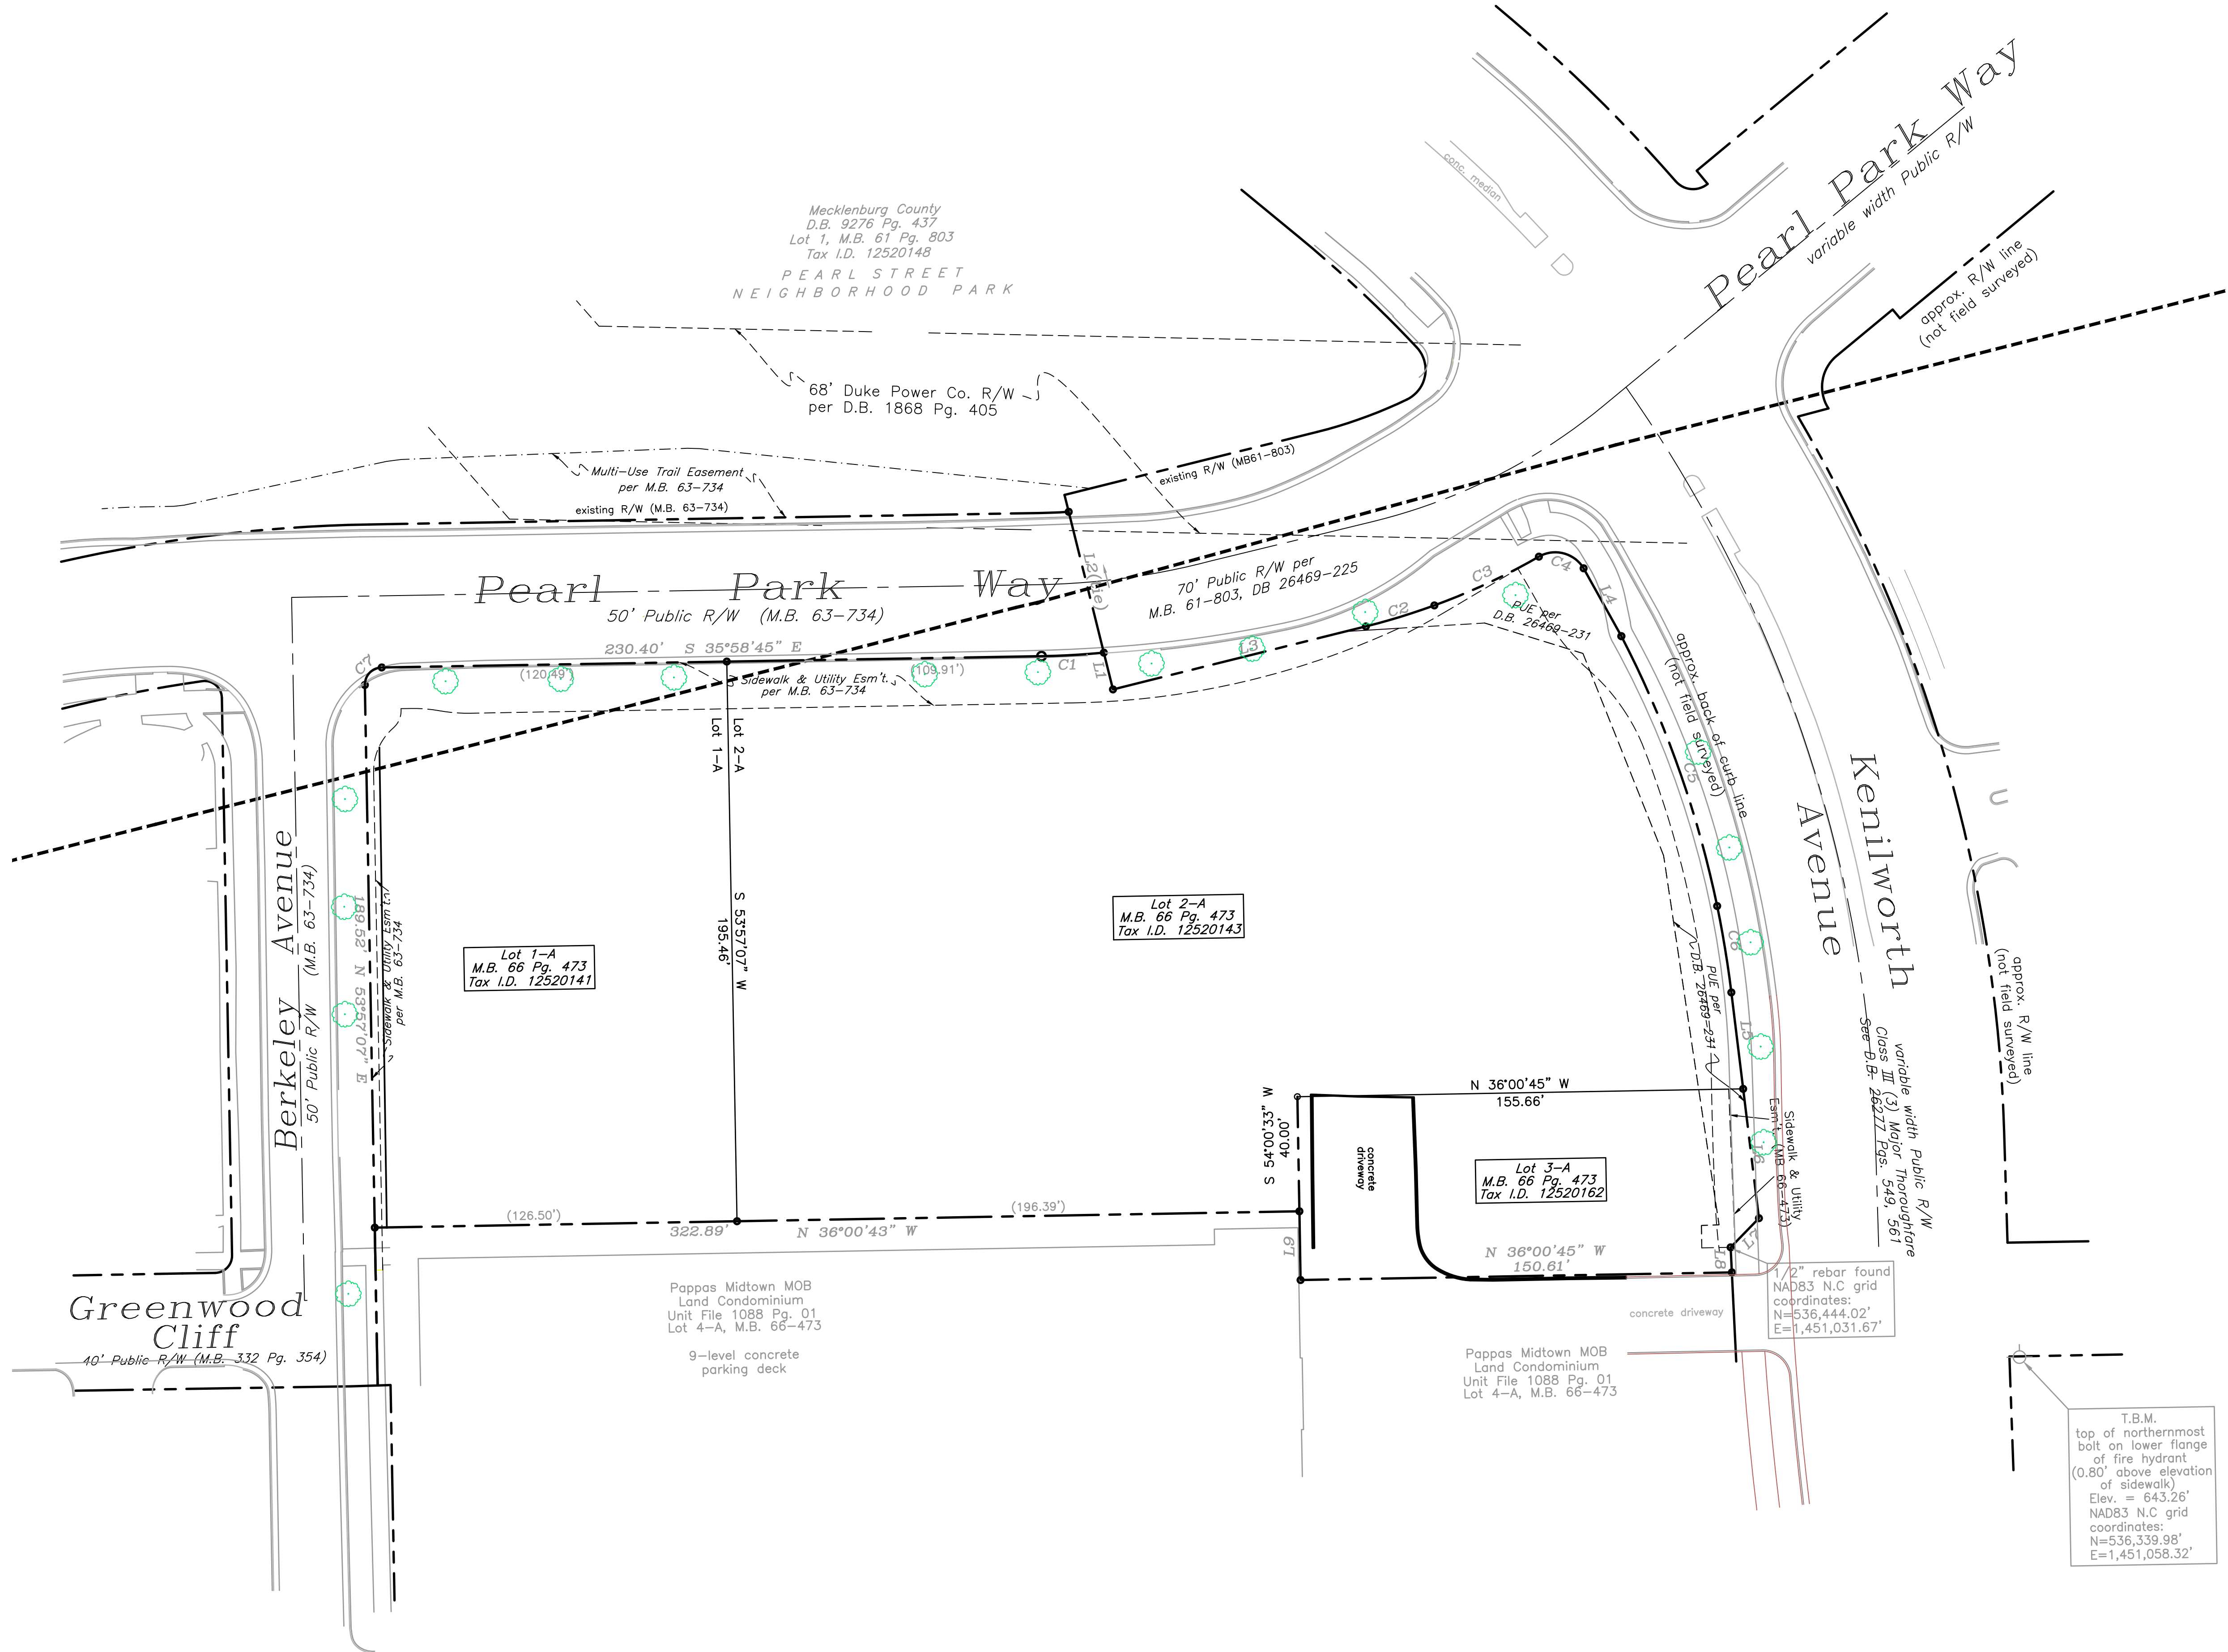 Mecklenburg County
D.B. 9276 Pg. 437
Lot 1, M.B. 61 Pg. 803
Tax I.D. 12520148
PEARL STREET
NEIGHBORHOOD PARK
conc. median
Pearl Park Way
variable width Public R/W
approx. R/W line
(not field surveyed)
68' Duke Power Co. R/W
per D.B. 1868 Pg. 405
Multi-Use Trail Easement
per M.B. 63-734
existing R/W (M.B. 63-734)
existing R/W (MB61-803)
L2(tie)
Pearl Park Way
50' Public R/W (M.B. 63-734)
70' Public R/W per
M.B. 61-803, DB 26469-225
C3
C4
L4
C2
PUE per
D.B. 26469-231
230.40' S 35°58'45" E
C7
(120.49')
(109.91')
C1
L1
L3
Sidewalk & Utility Esm't.
per M.B. 63-734
Lot 2-A
Lot 1-A
approx. back of curb line
(not field surveyed)
C5
Kenilworth
Avenue
Berkeley Avenue
50' Public R/W (M.B. 63-734)
189.52' N 53°57'07" E
Sidewalk & Utility Esm't.
per M.B. 63-734
Lot 1-A
M.B. 66 Pg. 473
Tax I.D. 12520141
S 53°57'07" W
195.46'
Lot 2-A
M.B. 66 Pg. 473
Tax I.D. 12520143
C6
PUE per
D.B. 26469-231
L5
approx. R/W line
(not field surveyed)
variable width Public R/W
Class III (3) Major Thoroughfare
See D.B. 26277 Pgs. 549, 561
N 36°00'45" W
155.66'
S 54°00'33" W
40.00'
concrete
driveway
Lot 3-A
M.B. 66 Pg. 473
Tax I.D. 12520162
Sidewalk & Utility
Esm't. (MB 66-473)
L6
L7
L8
L9
(126.50')
(196.39')
322.89' N 36°00'43" W
N 36°00'45" W
150.61'
1/2" rebar found
NAD83 N.C grid
coordinates:
N=536,444.02'
E=1,451,031.67'
concrete driveway
Greenwood
Cliff
40' Public R/W (M.B. 332 Pg. 354)
Pappas Midtown MOB
Land Condominium
Unit File 1088 Pg. 01
Lot 4-A, M.B. 66-473
9-level concrete
parking deck
Pappas Midtown MOB
Land Condominium
Unit File 1088 Pg. 01
Lot 4-A, M.B. 66-473
T.B.M.
top of northernmost
bolt on lower flange
of fire hydrant
(0.80' above elevation
of sidewalk)
Elev. = 643.26'
NAD83 N.C grid
coordinates:
N=536,339.98'
E=1,451,058.32'